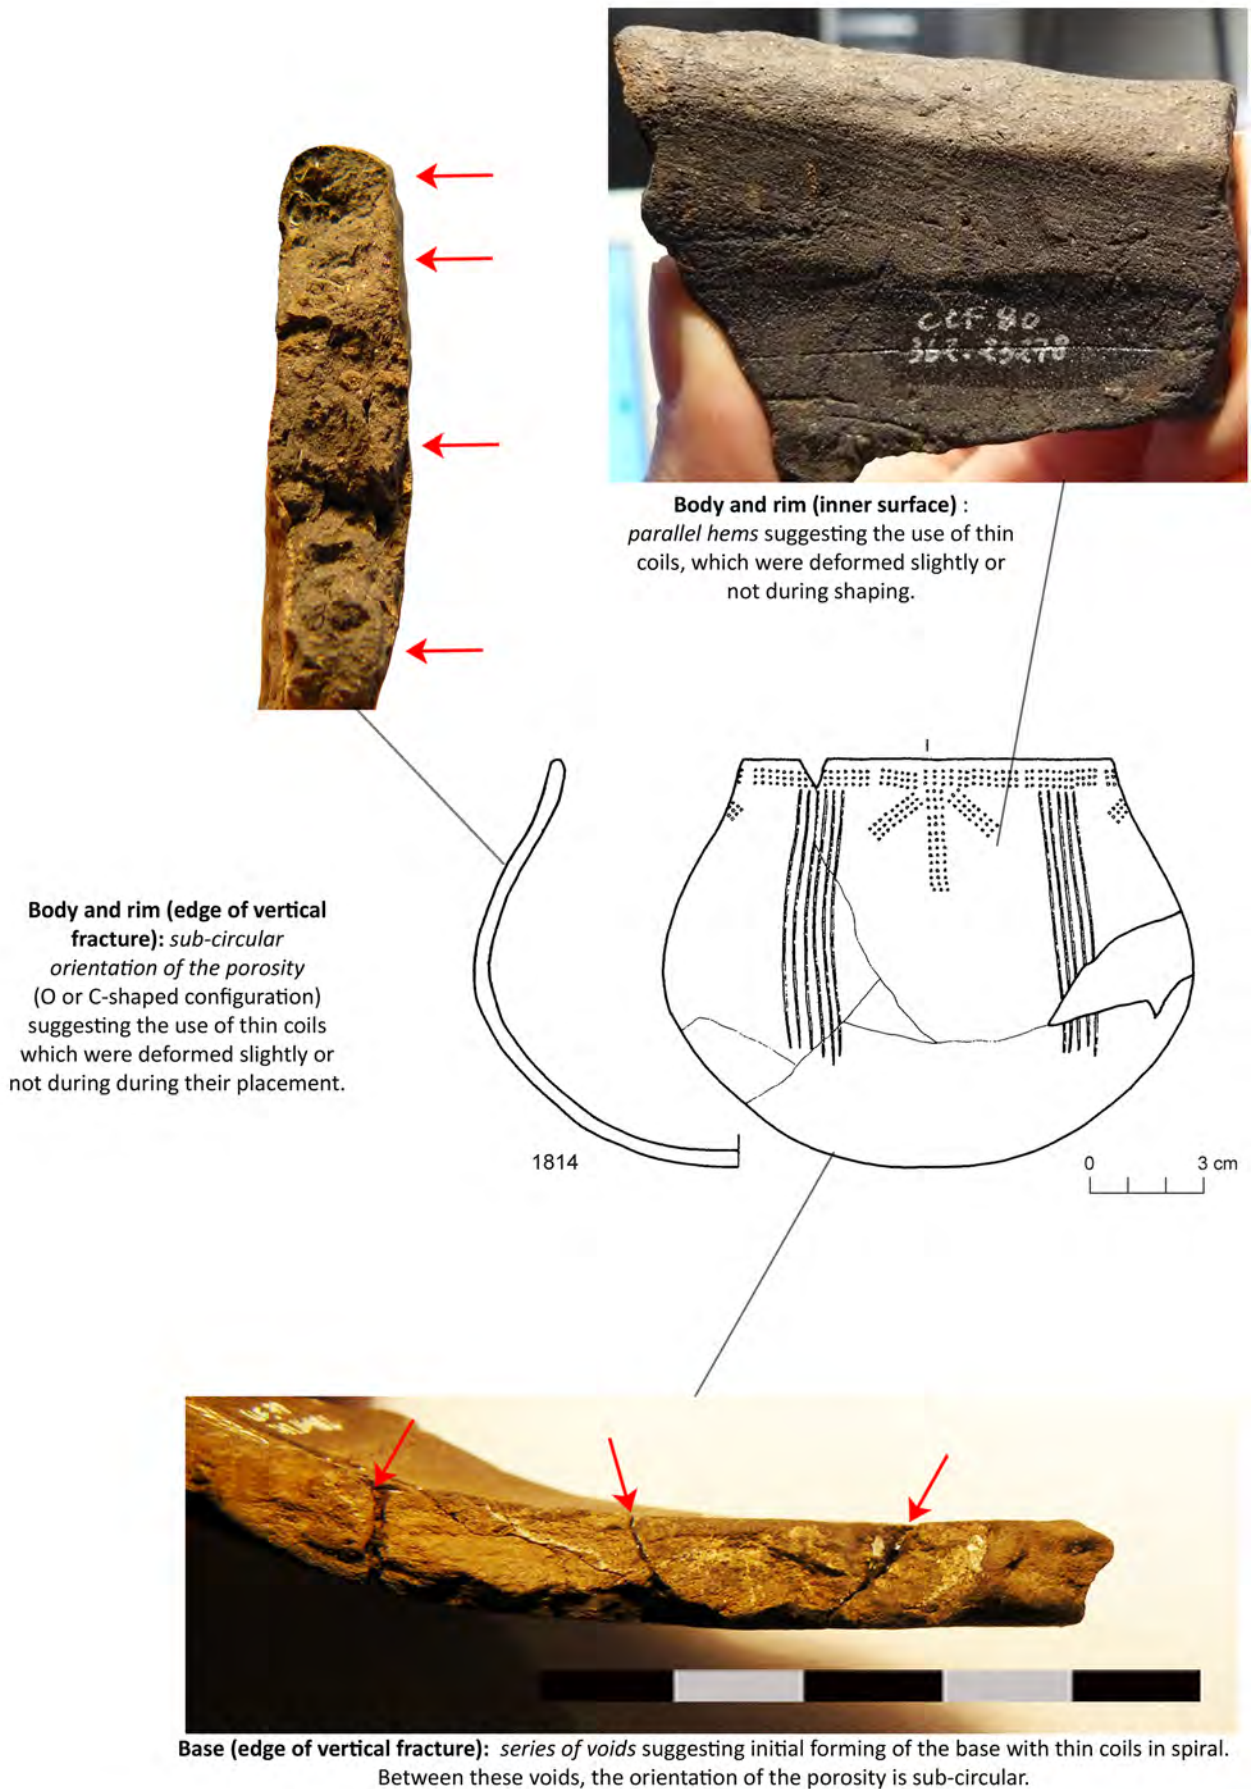 CCF 80
362.23278
Body and rim (inner surface) :
parallel hems suggesting the use of thin
coils, which were deformed slightly or
not during shaping.
Body and rim (edge of vertical
fracture): sub-circular
orientation of the porosity
(O or C-shaped configuration)
suggesting the use of thin coils
which were deformed slightly or
not during during their placement.
1814
0 3 cm
Base (edge of vertical fracture): series of voids suggesting initial forming of the base with thin coils in spiral.
Between these voids, the orientation of the porosity is sub-circular.